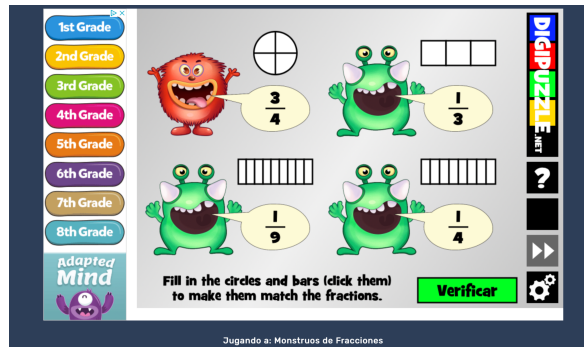 1st Grade
2nd Grade
3rd Grade
4th Grade
5th Grade
6th Grade
7th Grade
8th Grade
Adapted
Mind
3
4
1
3
1
9
1
4
Fill in the circles and bars (click them)
to make them match the fractions.
Verificar
DIGIPUZZLE.NET
?
Jugando a: Monstruos de Fracciones